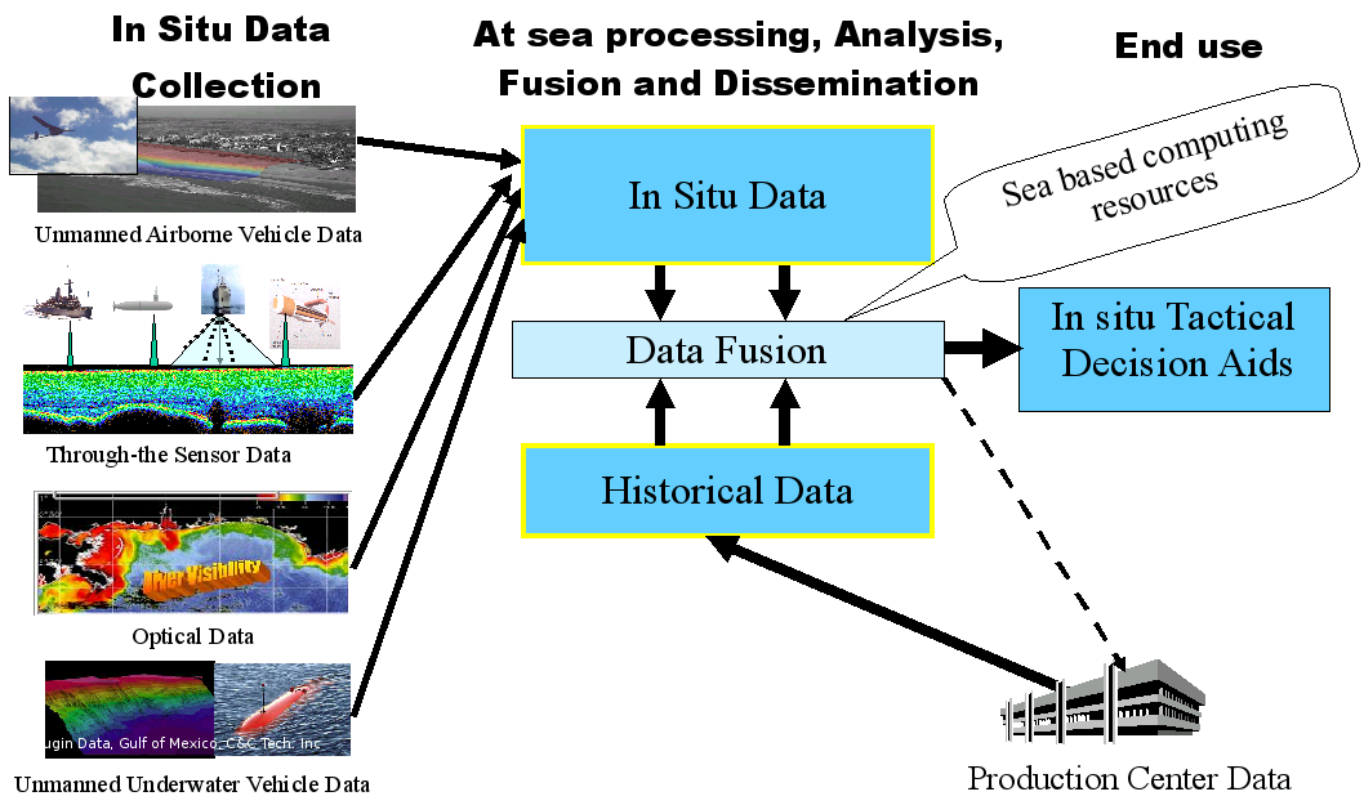 In Situ Data
Collection
At sea processing, Analysis,
Fusion and Dissemination
End use
Unmanned Airborne Vehicle Data
Through-the Sensor Data
Diver Visibility
Optical Data
ugin Data, Gulf of Mexico, C&C Tech. Inc
Unmanned Underwater Vehicle Data
In Situ Data
Data Fusion
Historical Data
Sea based computing
resources
In situ Tactical
Decision Aids
Production Center Data